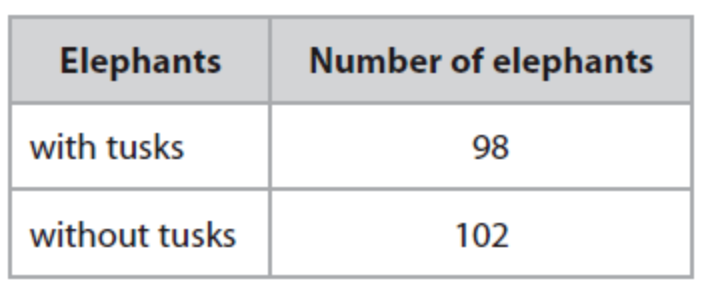 Elephants Number of elephants
with tusks 98
without tusks 102